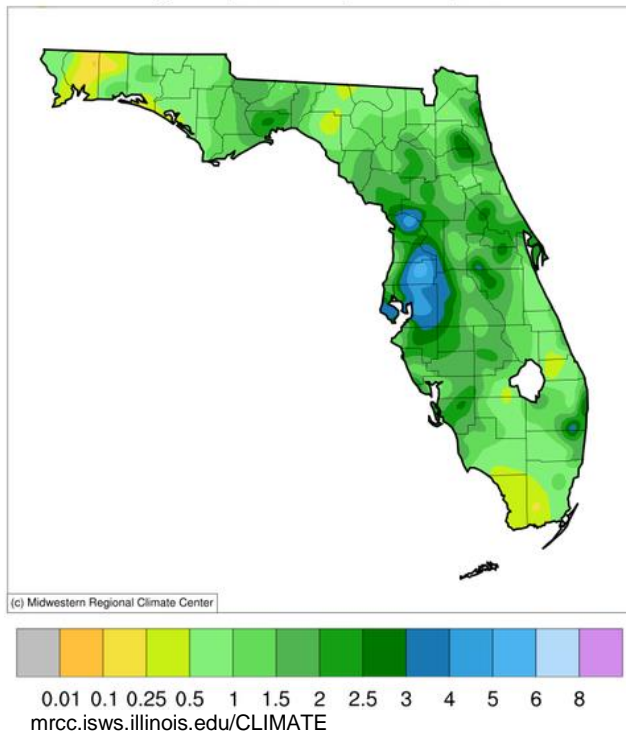 (c) Midwestern Regional Climate Center
0.01 0.1 0.25 0.5 1 1.5 2 2.5 3 4 5 6 8
mrcc.isws.illinois.edu/CLIMATE